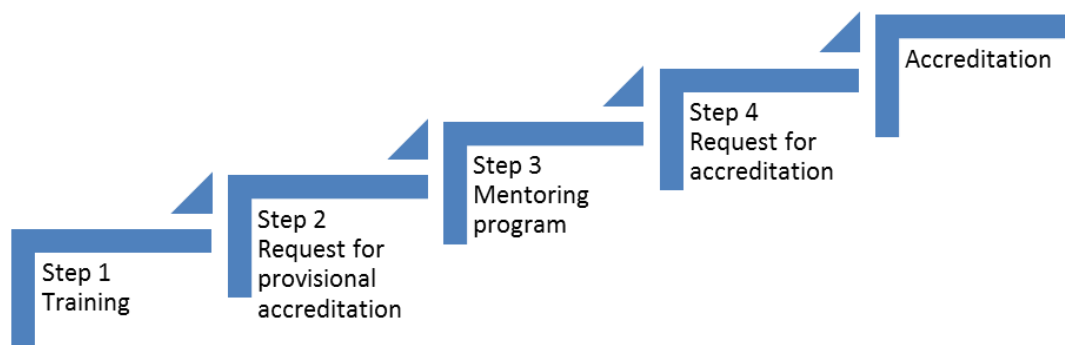 Step 1
Training
Step 2
Request for
provisional
accreditation
Step 3
Mentoring
program
Step 4
Request for
accreditation
Accreditation